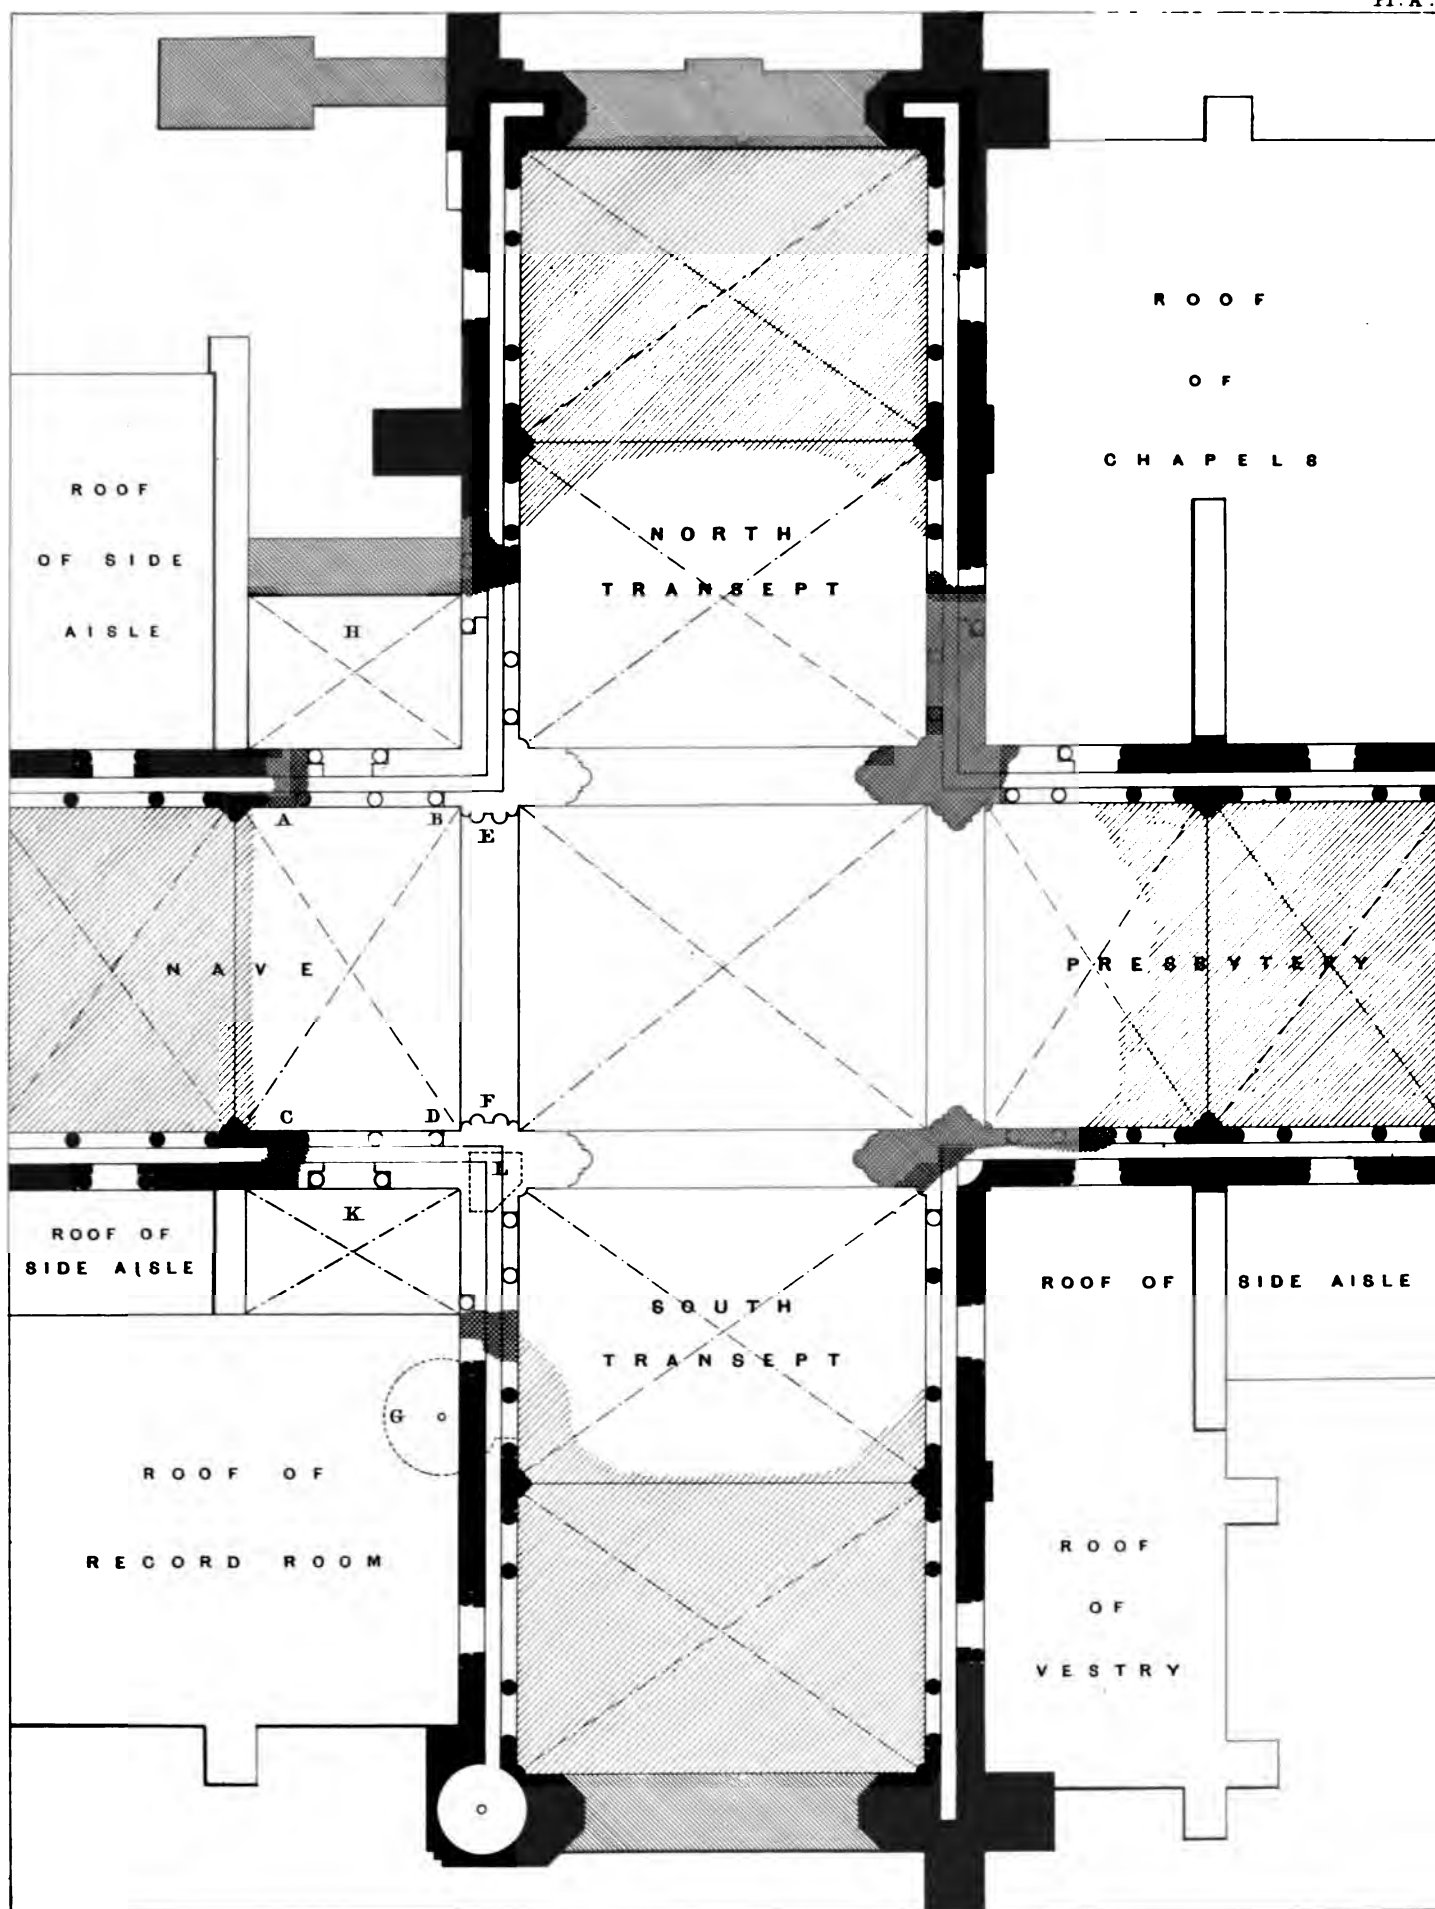 Pl. A.
ROOF
OF
CHAPELS
ROOF
OF SIDE
AISLE
NORTH
TRANSEPT
H
A
B
E
NAVE
PRESBYTERY
C
D
F
L
K
ROOF OF
SIDE AISLE
SOUTH
TRANSEPT
ROOF OF SIDE AISLE
G
ROOF OF
RECORD ROOM
ROOF
OF
VESTRY